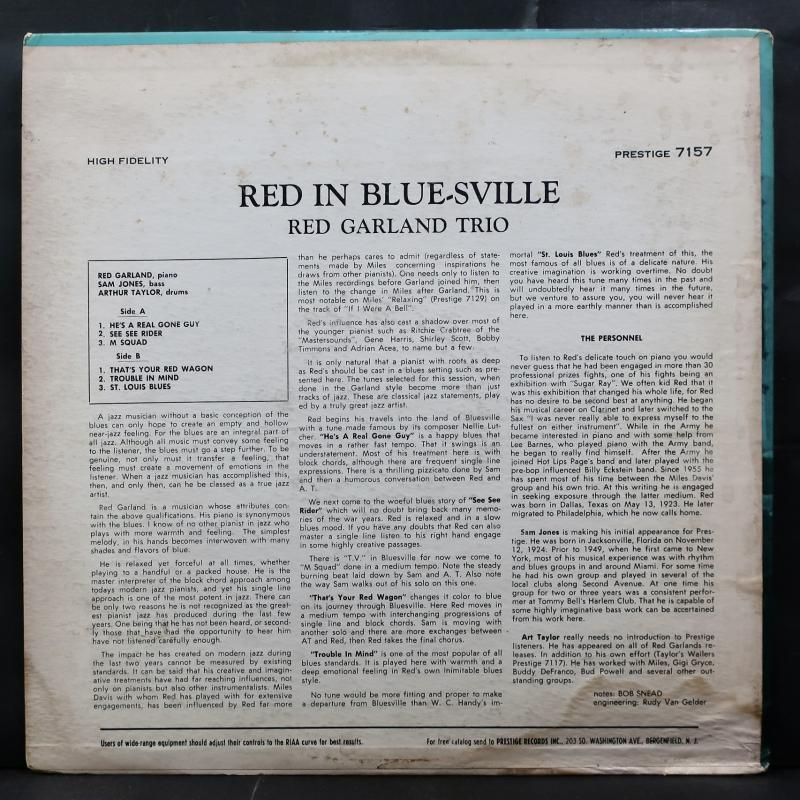 HIGH FIDELITY
PRESTIGE 7157
RED IN BLUE-SVILLE
RED GARLAND TRIO
RED GARLAND, piano
SAM JONES, bass
ARTHUR TAYLOR, drums
Side A
1. HE'S A REAL GONE GUY
2. SEE SEE RIDER
3. M SQUAD
Side B
1. THAT'S YOUR RED WAGON
2. TROUBLE IN MIND
3. ST. LOUIS BLUES
A jazz musician without a basic conception of the
blues can only hope to create an empty and hollow
near-jazz feeling. For the blues are an integral part of
all jazz. Although all music must convey some feeling
to the listener, the blues must go a step further. To be
genuine, not only must it transfer a feeling, that
feeling must create a movement of emotions in the
listener. When a jazz musician has accomplished this,
then, and only then, can he be classed as a true jazz
artist.
Red Garland is a musician whose attributes con-
tain the above qualifications. His piano is synonymous
with the blues. I know of no other pianist in jazz who
plays with more warmth and feeling. The simplest
melody, in his hands becomes interwoven with many
shades and flavors of blue.
He is relaxed yet forceful at all times, whether
playing to a handful or a packed house. He is the
master interpreter of the block chord approach among
todays modern jazz pianists, and yet his single line
approach is one of the most potent in jazz. There can
be only two reasons he is not recognized as the great-
est pianist jazz has produced during the last few
years. One being that he has not been heard, or second-
ly those that have had the opportunity to hear him
have not listened carefully enough.
The impact he has created on modern jazz during
the last two years cannot be measured by existing
standards. It can be said that his creative and imagin-
ative treatments have had far reaching influences, not
only on pianists but also other instrumentalists. Miles
Davis with whom Red has played with for extensive
engagements, has been influenced by Red far more
than he perhaps cares to admit (regardless of state-
ments made by Miles concerning inspirations he
draws from other pianists). One needs only to listen to
the Miles recordings before Garland joined him, then
listen to the change in Miles after Garland. This is
most notable on Miles' "Relaxing" (Prestige 7129) on
the track of "If I Were A Bell".
Red's influence has also cast a shadow over most of
the younger pianist such as Ritchie Crabtree of the
"Mastersounds", Gene Harris, Shirley Scott, Bobby
Timmons and Adrian Acea, to name but a few.
It is only natural that a pianist with roots as deep
as Red's should be cast in a blues setting such as pre-
sented here. The tunes selected for this session, when
done in the Garland style become more than just
tracks of jazz. These are classical jazz statements, play
ed by a truly great jazz artist.
Red begins his travels into the land of Bluesville
with a tune made famous by its composer Nellie Lut-
cher. "He's A Real Gone Guy" is a happy blues that
moves in a rather fast tempo. That it swings is an
understatement. Most of his treatment here is with
block chords, although there are frequent single line
expressions. There is a thrilling pizzicato done by Sam
and then a humorous conversation between Red and
A. T.
We next come to the woeful blues story of "See See
Rider" which will no doubt bring back many memo-
ries of the war years. Red is relaxed and in a slow
blues mood. If you have any doubts that Red can also
master a single line listen to his right hand engage
in some highly creative passages.
There is "T.V." in Bluesville for now we come to
"M Squad" done in a medium tempo. Note the steady
burning beat laid down by Sam and A. T. Also note
the way Sam walks out of his solo on this one.
"That's Your Red Wagon" changes it color to blue
on its journey through Bluesville. Here Red moves in
a medium tempo with interchanging progressions of
single line and block chords. Sam is moving with
another solo and there are more exchanges between
AT and Red, then Red takes the final chorus.
"Trouble In Mind" is one of the most popular of all
blues standards. It is played here with warmth and a
deep emotional feeling in Red's own Inimitable blues
style.
No tune would be more fitting and proper to make
a departure from Bluesville than W. C. Handy's im-
mortal "St. Louis Blues" Red's treatment of this, the
most famous of all blues is of a delicate nature. His
creative imagination is working overtime. No doubt
you have heard this tune many times in the past and
will undoubtedly hear it many times in the future,
but we venture to assure you, you will never hear it
played in a more earthly manner than is accomplished
here.
THE PERSONNEL
To listen to Red's delicate touch on piano you would
never guess that he had been engaged in more than 30
professional prizes fights, one of his fights being an
exhibition with "Sugar Ray". We often kid Red that it
was this exhibition that changed his whole life, for Red
has no desire to be second best at anything. He began
his musical career on Clarinet and later switched to the
Sax. "I was never really able to express myself to the
fullest on either instrument". While in the Army he
became interested in piano and with some help from
Lee Barnes, who played piano with the Army band,
he began to really find himself. After the Army he
joined Hot Lips Page's band and later played with the
pre-bop influenced Billy Eckstein band. Since 1955 he
has spent most of his time between the Miles Davis'
group and his own trio. At this writing he is engaged
in seeking exposure through the latter medium. Red
was born in Dallas, Texas on May 13, 1923. He later
migrated to Philadelphia, which he now calls home.
Sam Jones is making his initial appearance for Pres-
tige. He was born in Jacksonville, Florida on November
12, 1924. Prior to 1949, when he first came to New
York, most of his musical experience was with rhythm
and blues groups in and around Miami. For some time
he had his own group and played in several of the
local clubs along Second Avenue. At one time his
group for two or three years was a consistent perfor-
mer at Tommy Bell's Harlem Club. That he is capable of
some highly imaginative bass work can be ascertained
from his work here.
Art Taylor really needs no introduction to Prestige
listeners. He has appeared on all of Red Garlands re-
leases. In addition to his own effort (Taylor's Wailers
Prestige 7117). He has worked with Miles, Gigi Gryce,
Buddy DeFranco, Bud Powell and several other out-
standing groups.
notes: BOB SNEAD
engineering: Rudy Van Gelder
Users of wide-range equipment should adjust their controls to the RIAA curve for best results.
For free catalog send to PRESTIGE RECORDS INC., 203 SO. WASHINGTON AVE., BERGENFIELD, N. J.